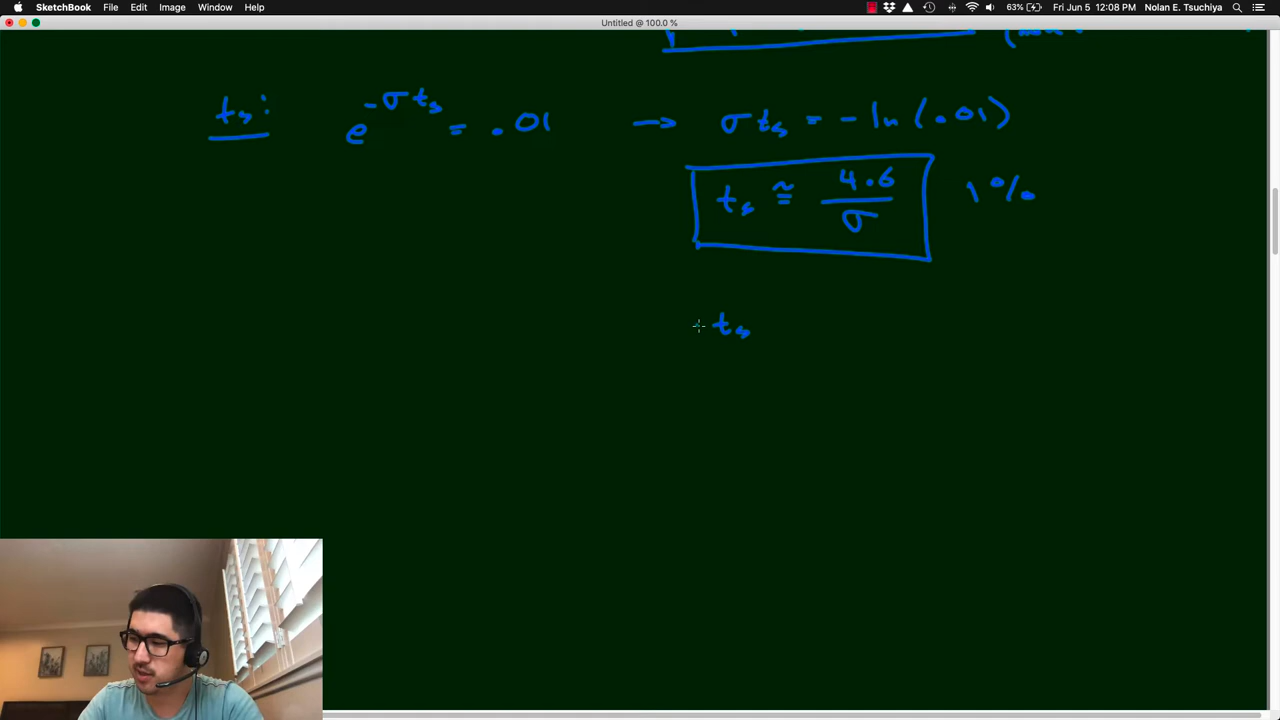 SketchBook File Edit Image Window Help 63% Fri Jun 5 12:08 PM Nolan E. Tsuchiya
Untitled @ 100.0 %
ts: e^-σts = .01 → σts = -ln(.01)
ts ≅ 4.6/σ 1%
ts